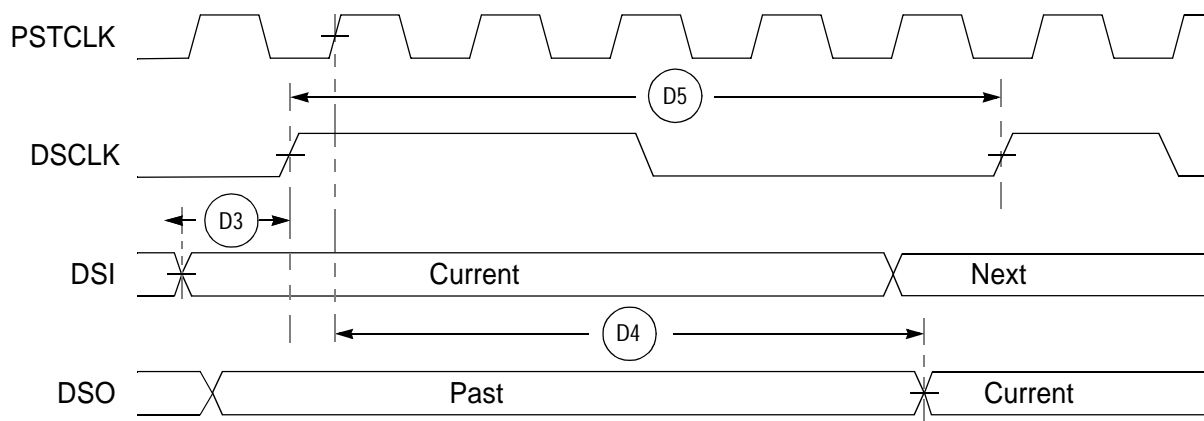 PSTCLK
D5
DSCLK
D3
DSI
Current
Next
D4
DSO
Past
Current